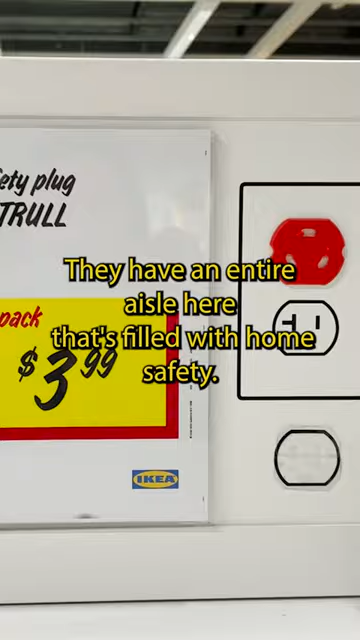 ety plug
TRULL
They have an entire
aisle here
that's filled with home
safety.
pack
$3.99
IKEA